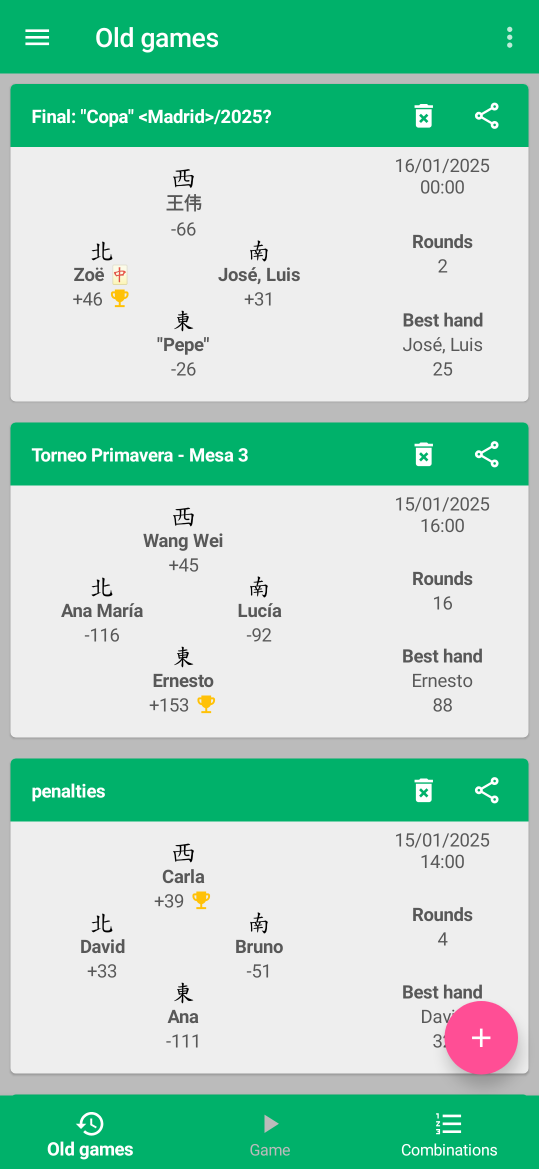 Old games
Final: "Copa" <Madrid>/2025?
西
王伟
-66
北
Zoë 🀄
+46
南
José, Luis
+31
東
"Pepe"
-26
16/01/2025
00:00
Rounds
2
Best hand
José, Luis
25
Torneo Primavera - Mesa 3
西
Wang Wei
+45
北
Ana María
-116
南
Lucía
-92
東
Ernesto
+153
15/01/2025
16:00
Rounds
16
Best hand
Ernesto
88
penalties
西
Carla
+39
北
David
+33
南
Bruno
-51
東
Ana
-111
15/01/2025
14:00
Rounds
4
Best hand
Old games
Game
Combinations